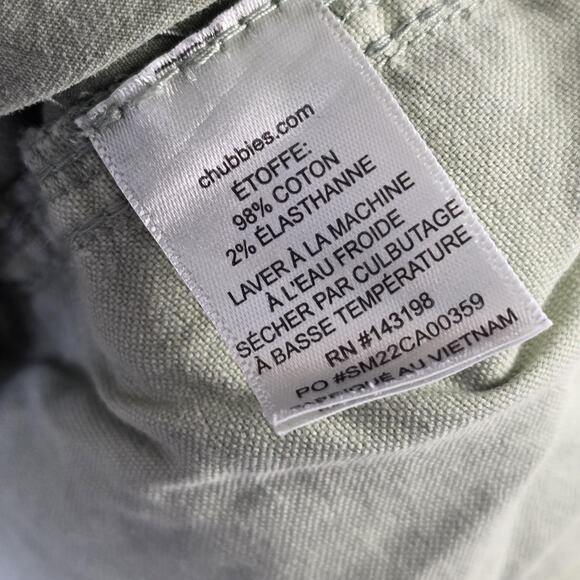 chubbies.com
ÉTOFFE:
98% COTON
2% ÉLASTHANNE
LAVER À LA MACHINE
À L'EAU FROIDE
SÉCHER PAR CULBUTAGE
À BASSE TEMPÉRATURE
RN #143198
PO #SM22CA00359
FABRIQUÉ AU VIETNAM